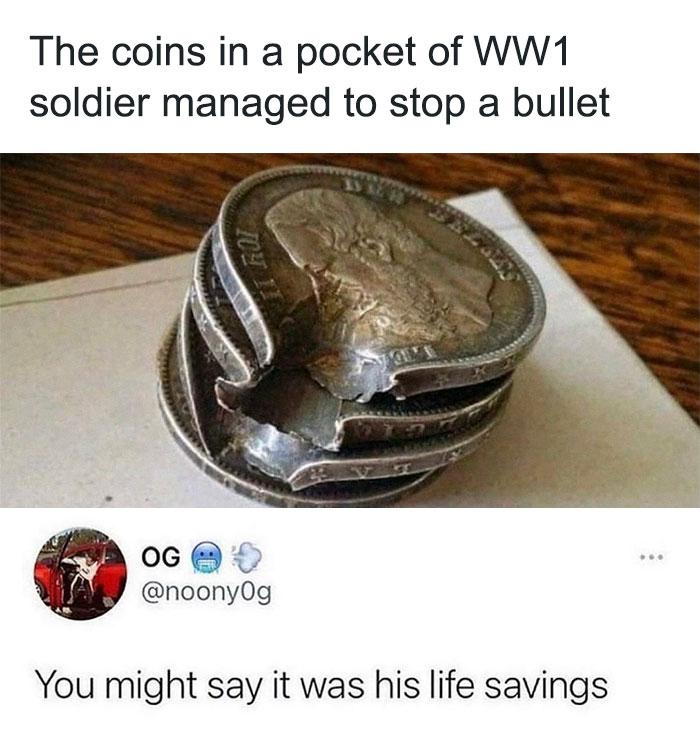 The coins in a pocket of WW1
soldier managed to stop a bullet
OG 🥶 💨
@noony0g
You might say it was his life savings